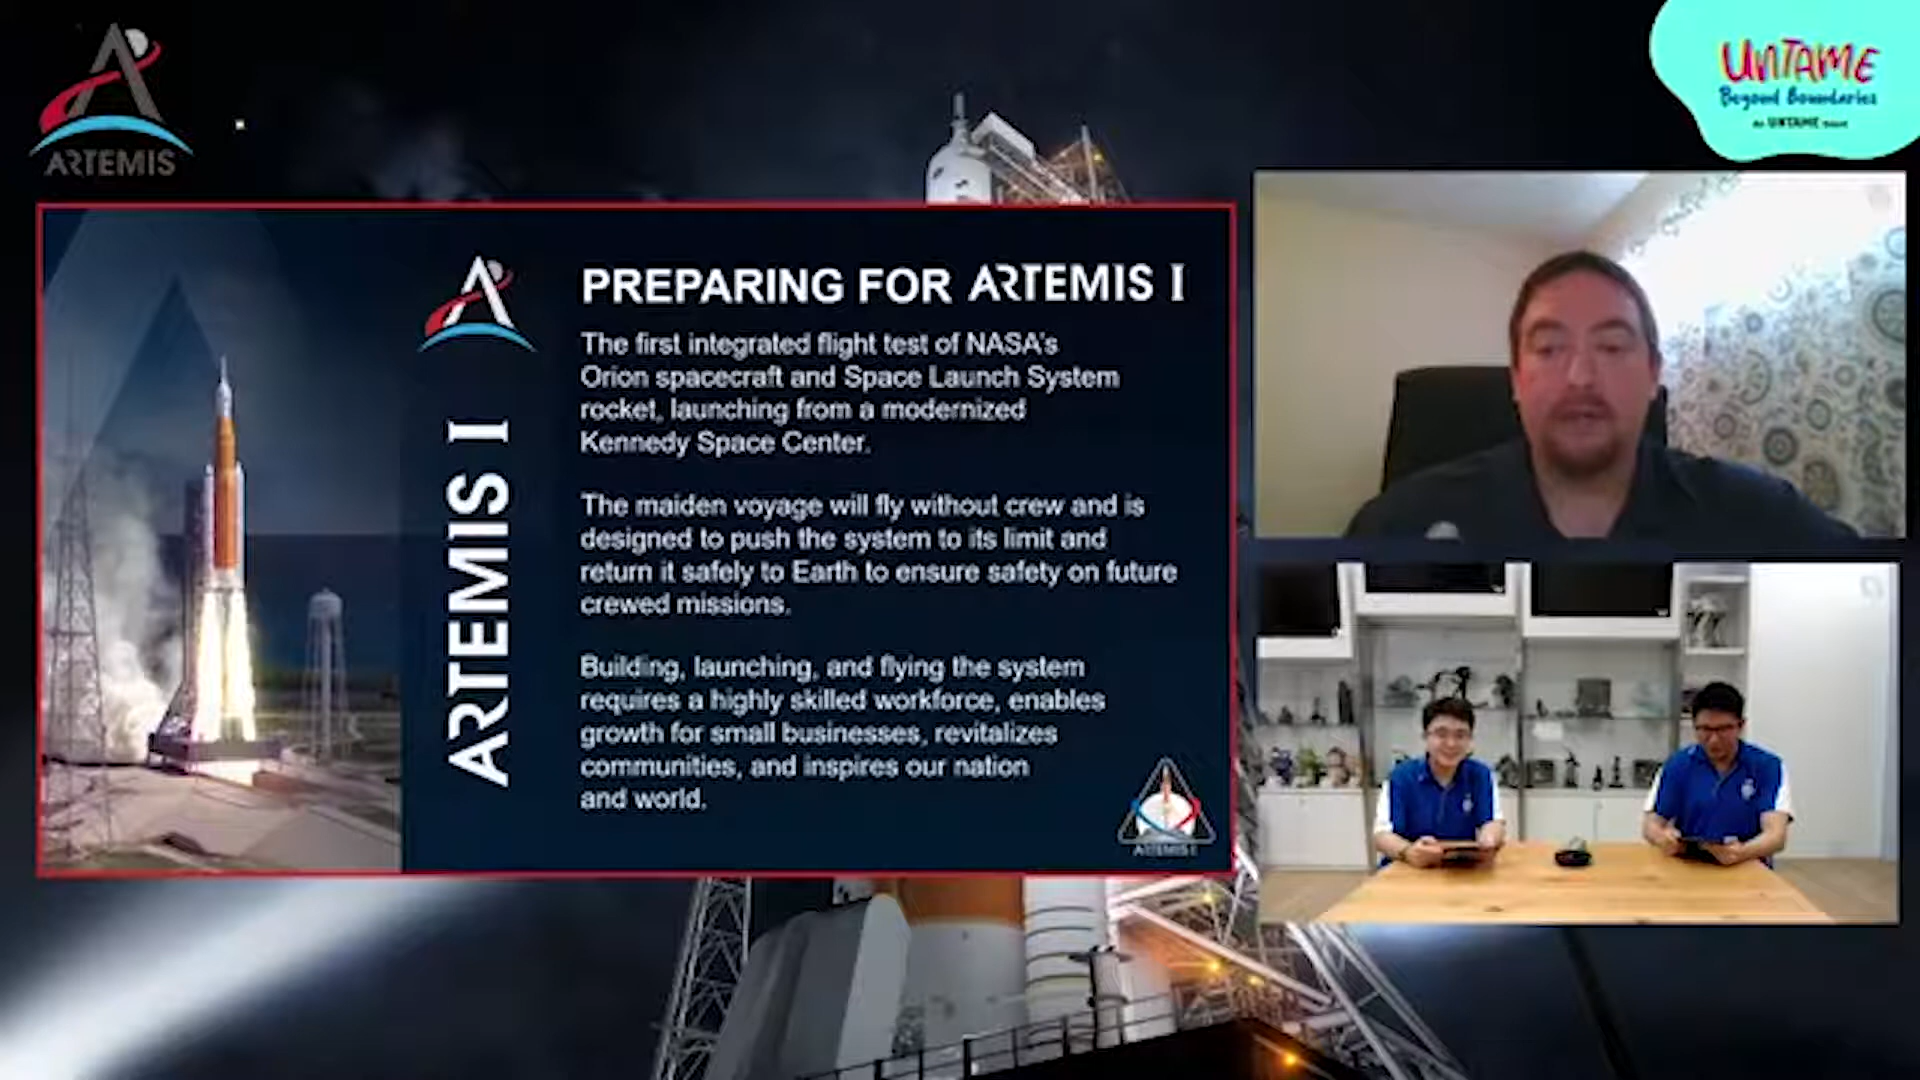 ARTEMIS
UNTAME
Beyond Boundaries
An UNTAME
PREPARING FOR ARTEMIS I
The first integrated flight test of NASA's
Orion spacecraft and Space Launch System
rocket, launching from a modernized
Kennedy Space Center.
The maiden voyage will fly without crew and is
designed to push the system to its limit and
return it safely to Earth to ensure safety on future
crewed missions.
Building, launching, and flying the system
requires a highly skilled workforce, enables
growth for small businesses, revitalizes
communities, and inspires our nation
and world.
ARTEMIS I
ARTEMIS I